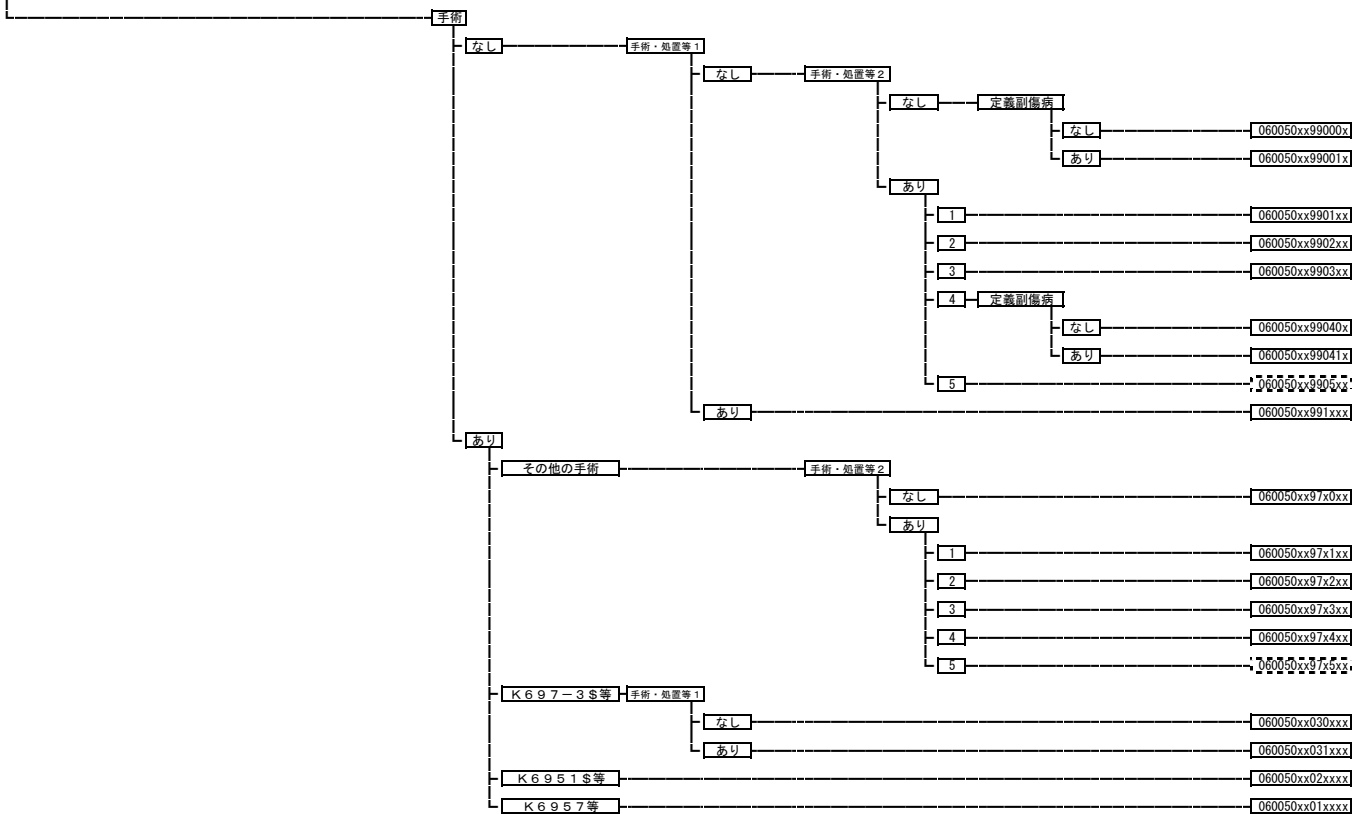 手術
なし 手術・処置等1
なし 手術・処置等2
なし 定義副傷病
なし 060050xx99000x
あり 060050xx99001x
あり
1 060050xx9901xx
2 060050xx9902xx
3 060050xx9903xx
4 定義副傷病
なし 060050xx99040x
あり 060050xx99041x
5 060050xx9905xx
あり 060050xx991xxx
あり
その他の手術 手術・処置等2
なし 060050xx97x0xx
あり
1 060050xx97x1xx
2 060050xx97x2xx
3 060050xx97x3xx
4 060050xx97x4xx
5 060050xx97x5xx
K697-3$等 手術・処置等1
なし 060050xx030xxx
あり 060050xx031xxx
K6951$等 060050xx02xxxx
K6957等 060050xx01xxxx